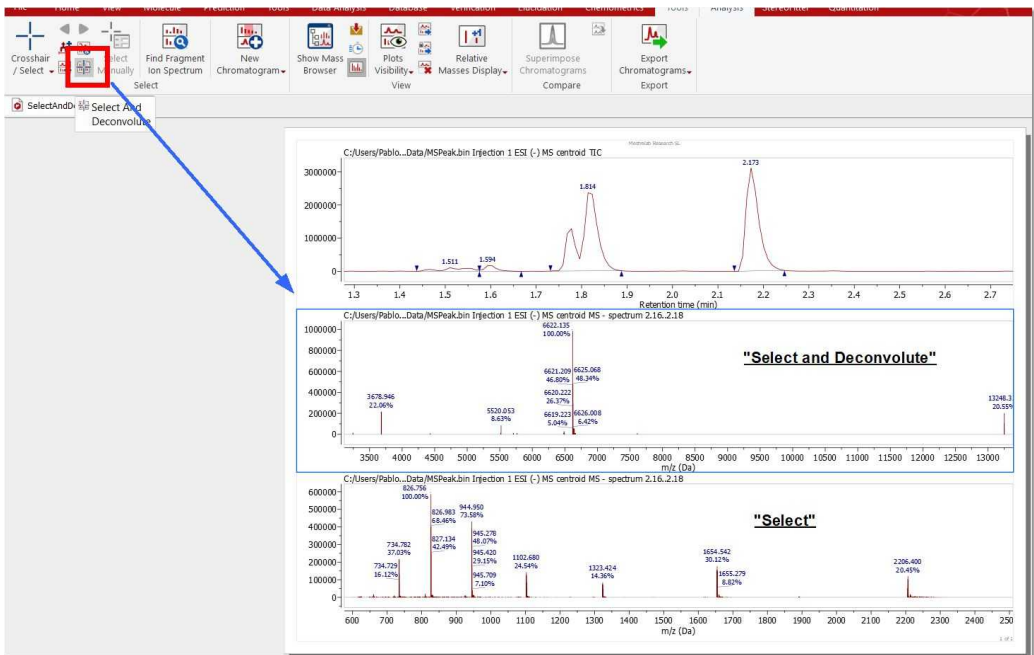 File Home View Molecule Prediction Tools Data Analysis Database Verification Elucidation Chemometrics Tools Analysis StereoFitter Quantitation
Crosshair / Select
Select Manually
Find Fragment Ion Spectrum
New Chromatogram
Show Mass Browser
Plots Visibility
Relative Masses Display
Superimpose Chromatograms
Export Chromatograms
Select View Compare Export
SelectAndD
Select And
Deconvolute
Mestrelab Research SL.
C:/Users/Pablo...Data/MSPeak.bin Injection 1 ESI (-) MS centroid TIC
3000000
2000000
1000000
0
1.511 1.594 1.814 2.173
1.3 1.4 1.5 1.6 1.7 1.8 1.9 2.0 2.1 2.2 2.3 2.4 2.5 2.6 2.7
Retention time (min)
C:/Users/Pablo...Data/MSPeak.bin Injection 1 ESI (-) MS centroid MS - spectrum 2.16..2.18
1000000
800000
600000
400000
200000
0
"Select and Deconvolute"
3678.946
22.06%
5520.053
8.63%
6622.135
100.00%
6621.209 6625.068
46.80% 48.34%
6620.222
26.37%
6619.223 6626.008
5.04% 6.42%
13248.3
20.55%
3500 4000 4500 5000 5500 6000 6500 7000 7500 8000 8500 9000 9500 10000 10500 11000 11500 12000 12500 13000
m/z (Da)
C:/Users/Pablo...Data/MSPeak.bin Injection 1 ESI (-) MS centroid MS - spectrum 2.16..2.18
600000
500000
400000
300000
200000
100000
0
"Select"
734.729
16.12%
734.782
37.03%
826.756
100.00%
826.983
68.46%
827.134
42.49%
944.950
73.58%
945.278
48.07%
945.420
29.15%
945.709
7.10%
1102.680
24.54%
1323.424
14.36%
1654.542
30.12%
1655.279
8.82%
2206.400
20.45%
600 700 800 900 1000 1100 1200 1300 1400 1500 1600 1700 1800 1900 2000 2100 2200 2300 2400 250
m/z (Da)
1 of 1